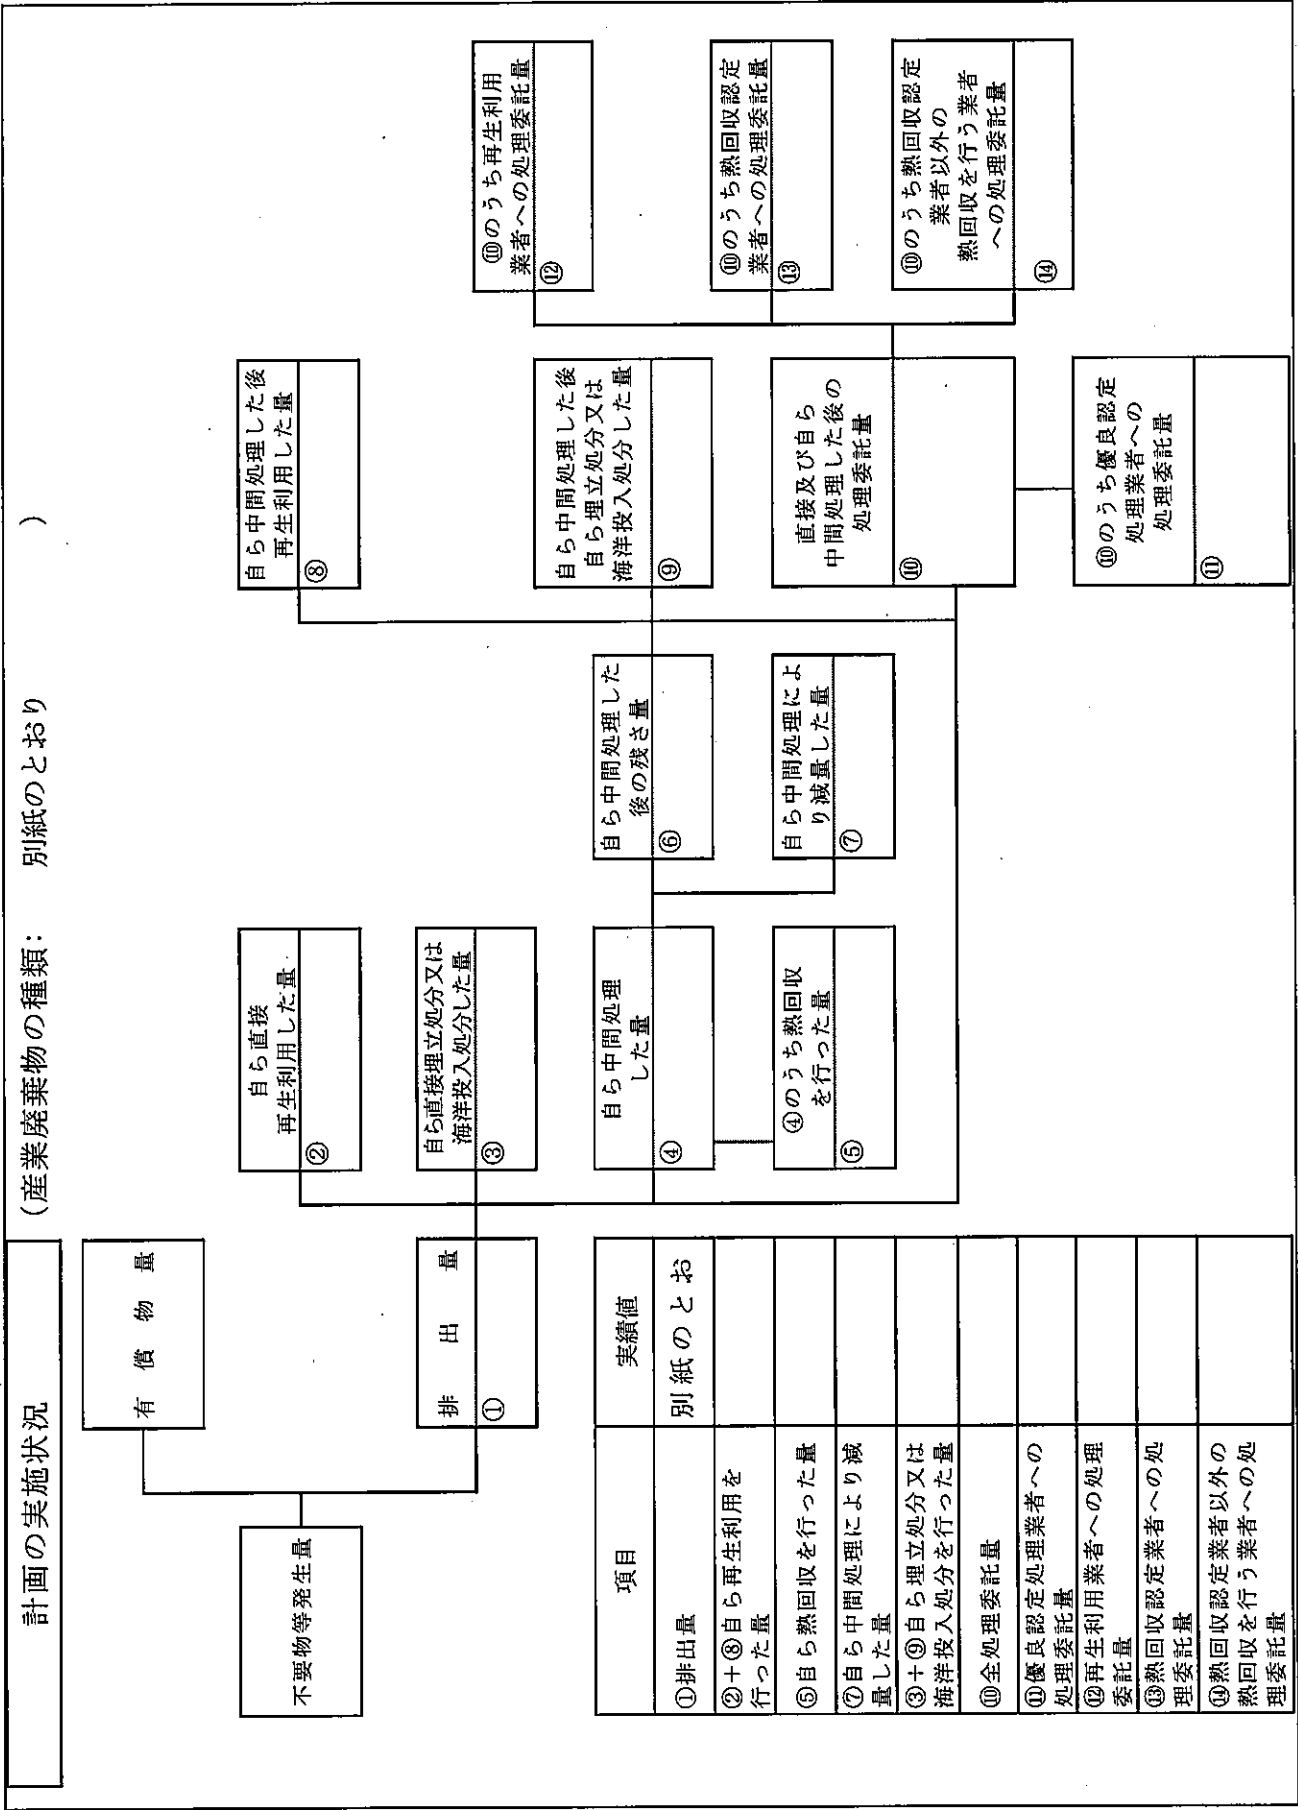 計画の実施状況
(産業廃棄物の種類: 別紙のとおり )
不要物等発生量
有償物量
排出量
①
自ら直接
再生利用した量
②
自ら直接埋立処分又は
海洋投入処分した量
③
自ら中間処理
した量
④
④のうち熱回収
を行った量
⑤
自ら中間処理した
後の残さ量
⑥
自ら中間処理によ
り減量した量
⑦
自ら中間処理した後
再生利用した量
⑧
自ら中間処理した後
自ら埋立処分又は
海洋投入処分した量
⑨
直接及び自ら
中間処理した後の
処理委託量
⑩
⑩のうち優良認定
処理業者への
処理委託量
⑪
⑩のうち再生利用
業者への処理委託量
⑫
⑩のうち熱回収認定
業者への処理委託量
⑬
⑩のうち熱回収認定
業者以外の
熱回収を行う業者
への処理委託量
⑭
項目
実績値
①排出量
別紙のとお
②+⑧自ら再生利用を
行った量
⑤自ら熱回収を行った量
⑦自ら中間処理により減
量した量
③+⑨自ら埋立処分又は
海洋投入処分を行った量
⑩全処理委託量
⑪優良認定処理業者への
処理委託量
⑫再生利用業者への処理
委託量
⑬熱回収認定業者への処
理委託量
⑭熱回収認定業者以外の
熱回収を行う業者への処
理委託量